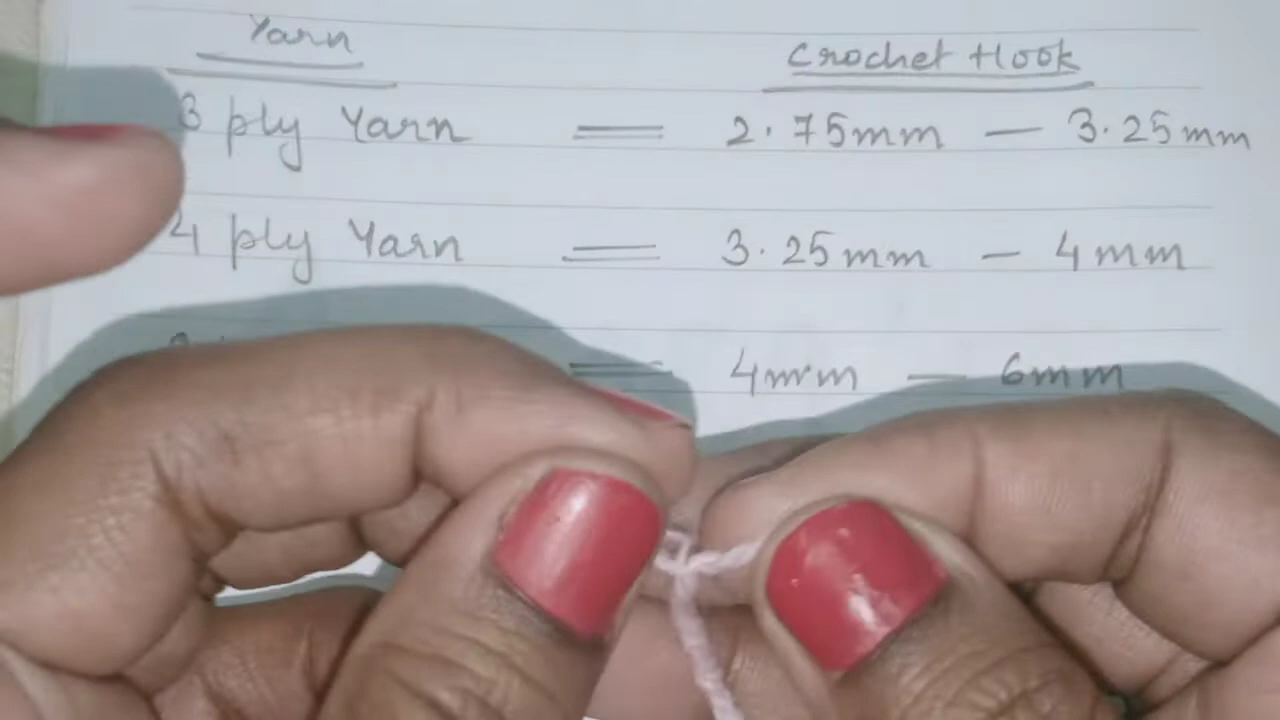 Yarn Crochet Hook
3 ply Yarn = 2.75mm - 3.25mm
4 ply Yarn = 3.25mm - 4mm
= 4mm - 6mm